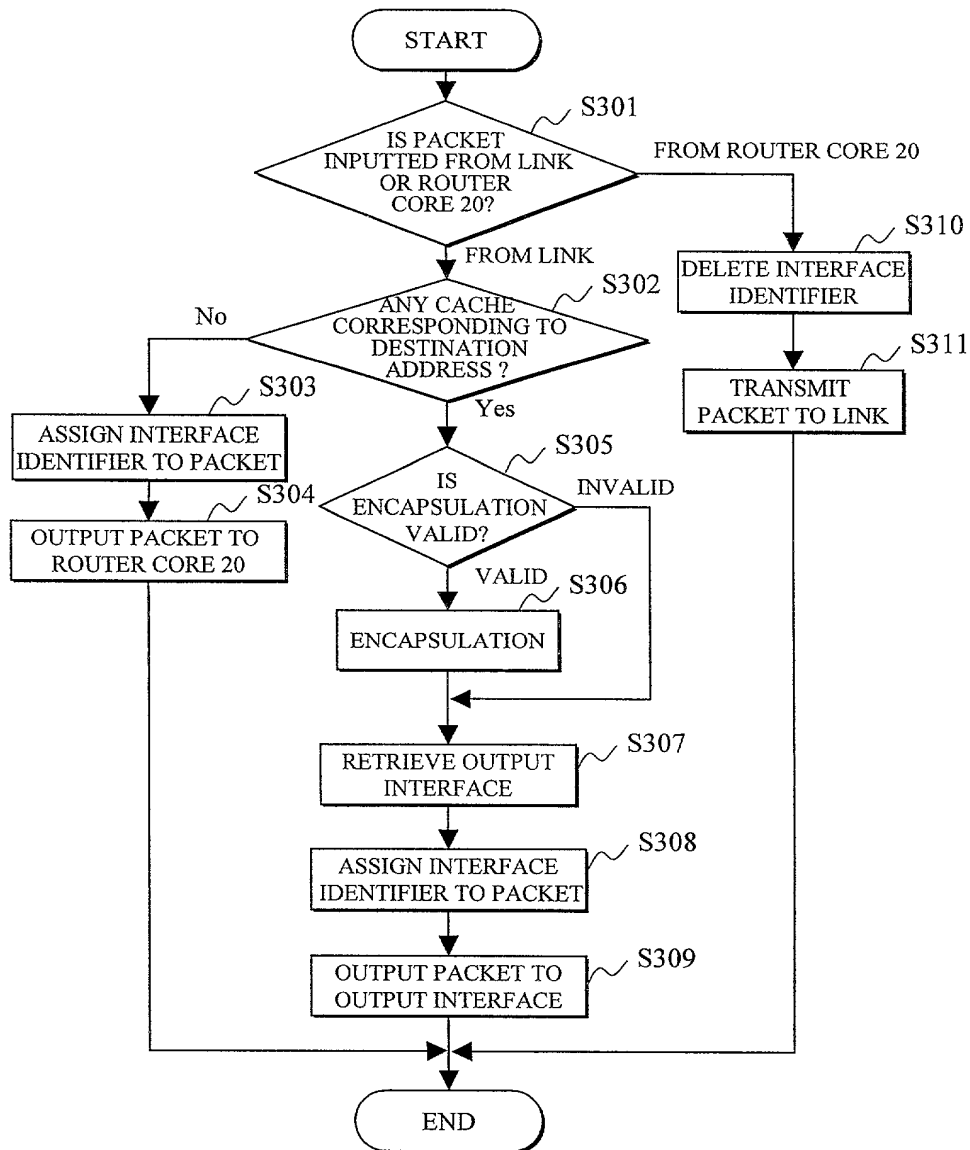 START
S301
IS PACKET
INPUTTED FROM LINK
OR ROUTER
CORE 20?
FROM ROUTER CORE 20
FROM LINK
S310
DELETE INTERFACE
IDENTIFIER
S302
ANY CACHE
CORRESPONDING TO
DESTINATION
ADDRESS ?
No
Yes
S311
TRANSMIT
PACKET TO LINK
S303
ASSIGN INTERFACE
IDENTIFIER TO PACKET
S304
OUTPUT PACKET TO
ROUTER CORE 20
S305
IS
ENCAPSULATION
VALID?
INVALID
VALID
S306
ENCAPSULATION
S307
RETRIEVE OUTPUT
INTERFACE
S308
ASSIGN INTERFACE
IDENTIFIER TO PACKET
S309
OUTPUT PACKET TO
OUTPUT INTERFACE
END